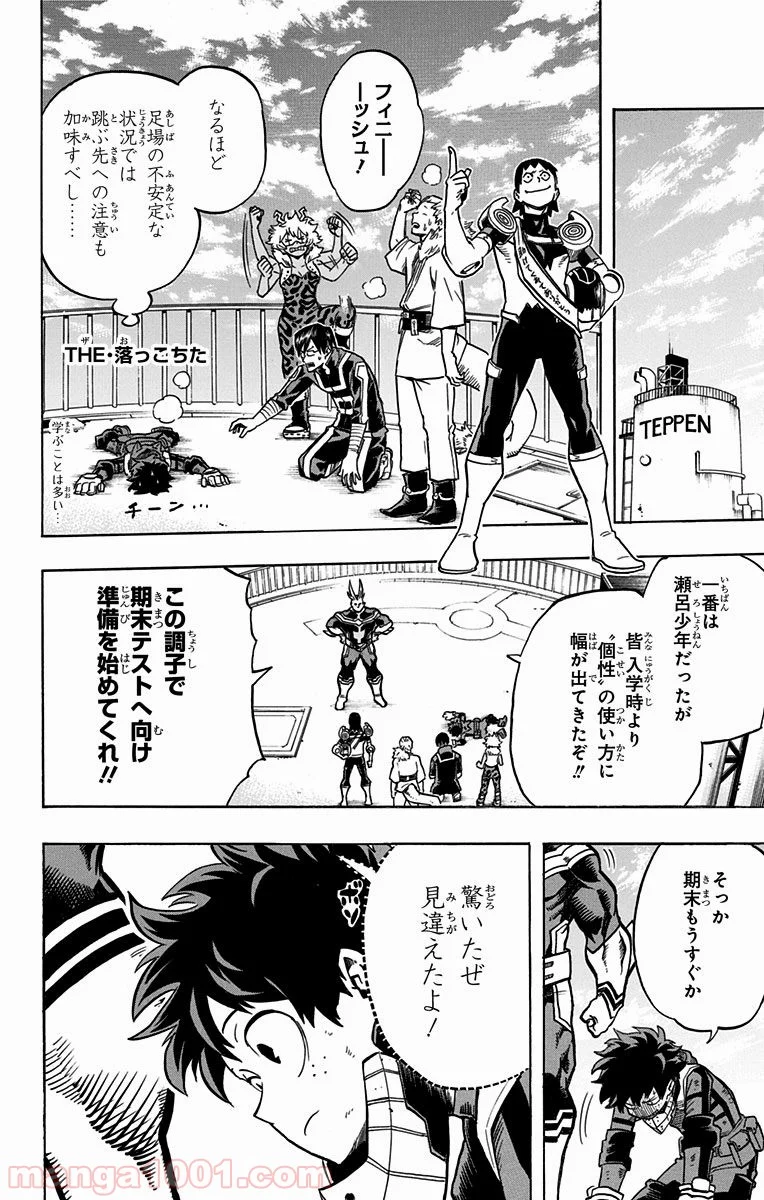 TEPPEN
フィニー
ーッシュ！
なるほど
足場の不安定な
状況では
跳ぶ先への注意も
加味すべし……
THE・落っこちた
学ぶことは多い…
チーン…
一番は
瀬呂少年だったが
皆入学時より
〝個性〟の使い方に
幅が出てきたぞ!!
この調子で
期末テストへ向け
準備を始めてくれ!!
そっか
期末もうすぐか
驚いたぜ
見違えたよ！
manga1001.com